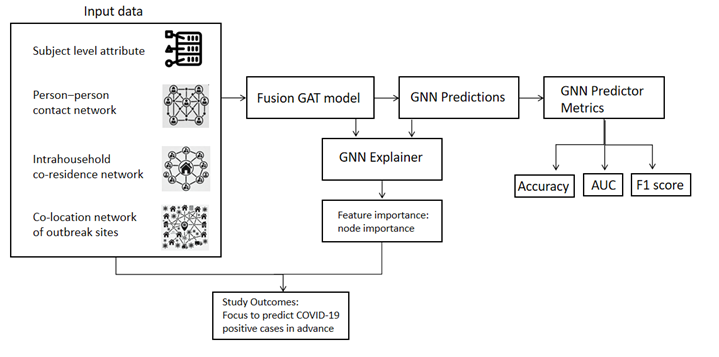 Input data
Subject level attribute
Person–person
contact network
Intrahousehold
co-residence network
Co-location network
of outbreak sites
Fusion GAT model
GNN Predictions
GNN Predictor
Metrics
GNN Explainer
Accuracy
AUC
F1 score
Feature importance:
node importance
Study Outcomes:
Focus to predict COVID-19
positive cases in advance